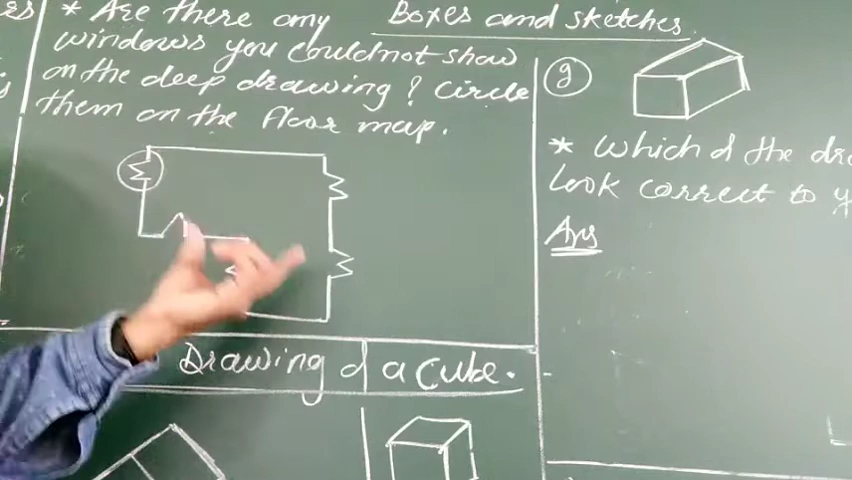 * Are there any
windows you couldnot show
on the deep drawing? Circle
them on the floor map.
Drawing of a cube.
Boxes and sketches.
g
* Which of the
look correct to
Ans